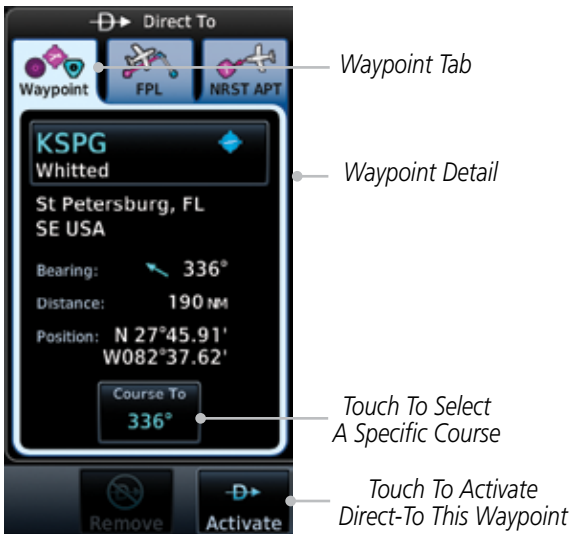 Direct To
Waypoint FPL NRST APT
Waypoint Tab
KSPG
Whitted
Waypoint Detail
St Petersburg, FL
SE USA
Bearing: 336°
Distance: 190 NM
Position: N 27°45.91'
W082°37.62'
Course To
336°
Touch To Select
A Specific Course
Remove Activate
Touch To Activate
Direct-To This Waypoint